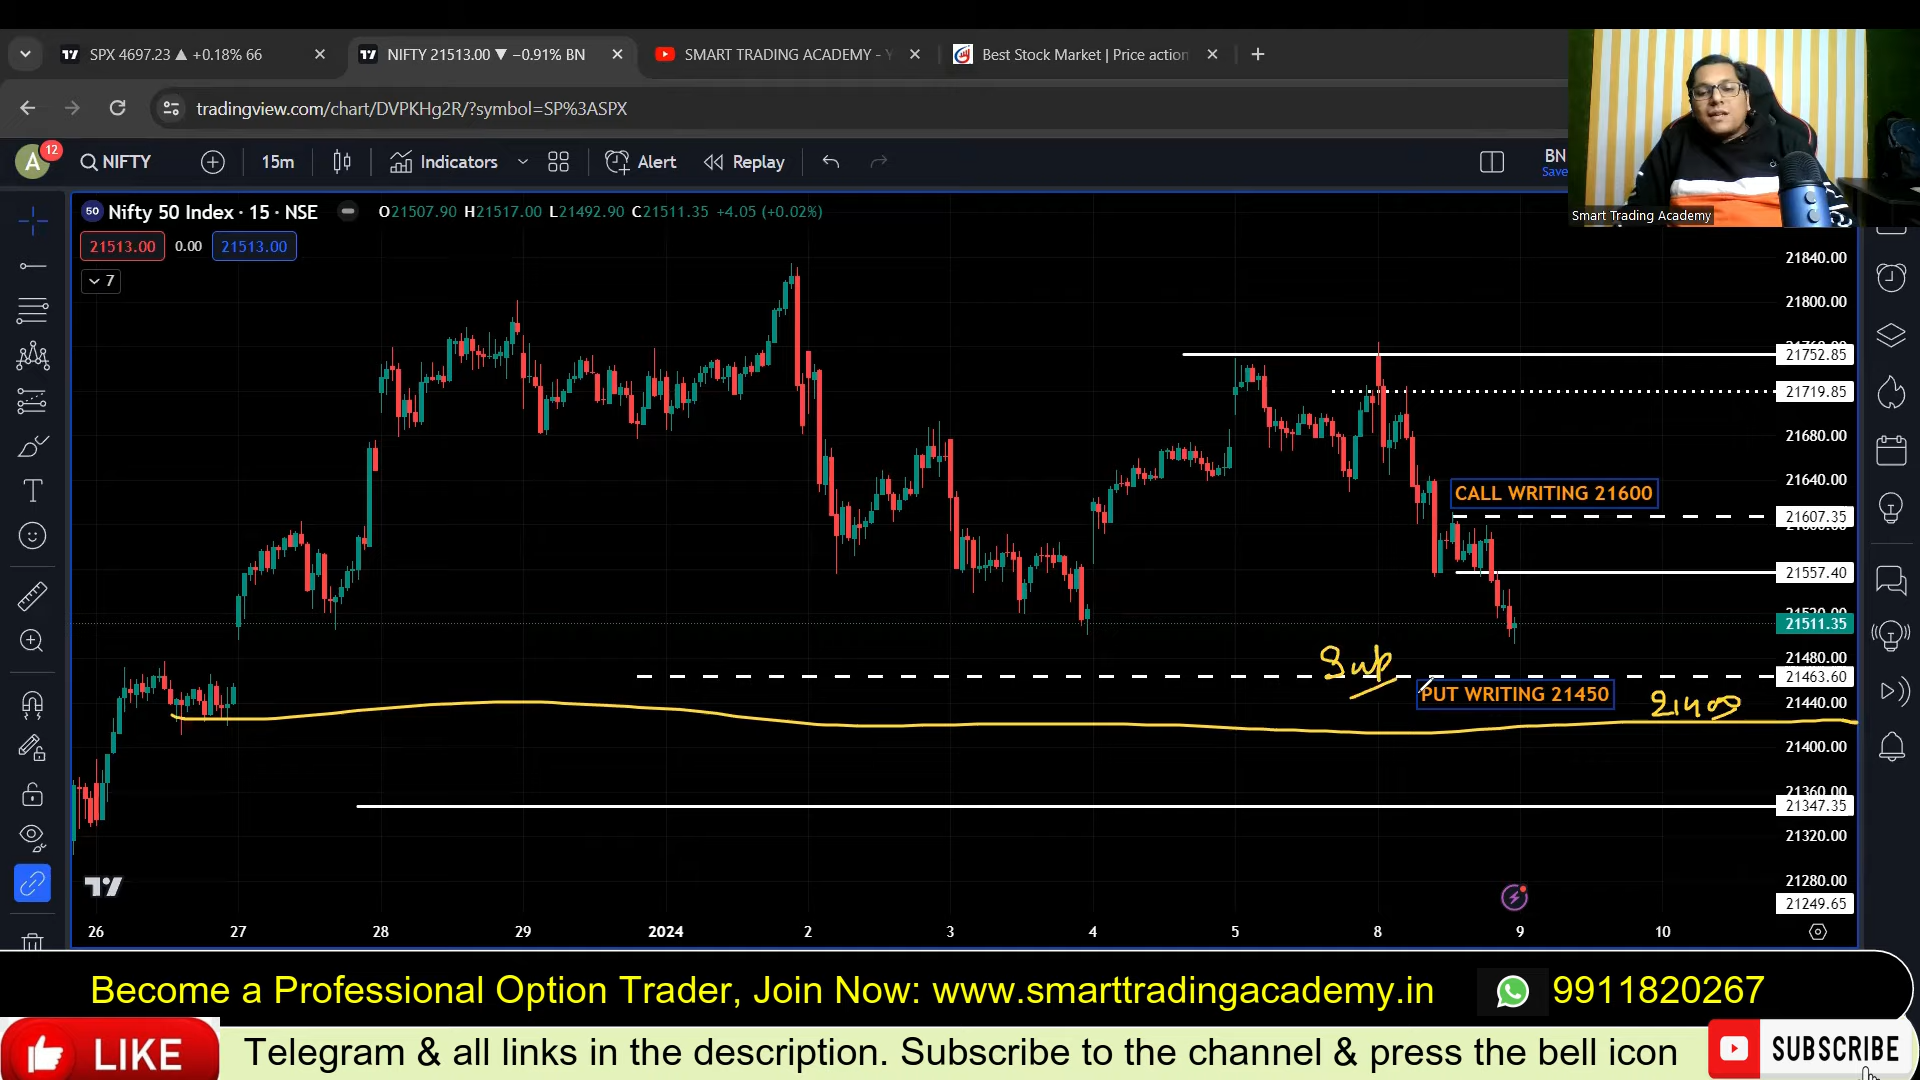 SPX 4697.23 ▲ +0.18% 66
NIFTY 21513.00 ▼ −0.91% BN
SMART TRADING ACADEMY - Y
Best Stock Market | Price action
tradingview.com/chart/DVPKHg2R/?symbol=SP%3ASPX
A
12
NIFTY
15m
Indicators
Alert
Replay
BN
Save
Smart Trading Academy
50
Nifty 50 Index · 15 · NSE
O21507.90 H21517.00 L21492.90 C21511.35 +4.05 (+0.02%)
21513.00
0.00
21513.00
7
21840.00
21800.00
21752.85
21719.85
21680.00
21640.00
CALL WRITING 21600
21607.35
21557.40
21511.35
Sup
21480.00
21463.60
PUT WRITING 21450
21400
21440.00
21400.00
21360.00
21347.35
21320.00
21280.00
21249.65
26
27
28
29
2024
2
3
4
5
8
9
10
Become a Professional Option Trader, Join Now: www.smarttradingacademy.in
9911820267
LIKE
Telegram & all links in the description. Subscribe to the channel & press the bell icon
SUBSCRIBE